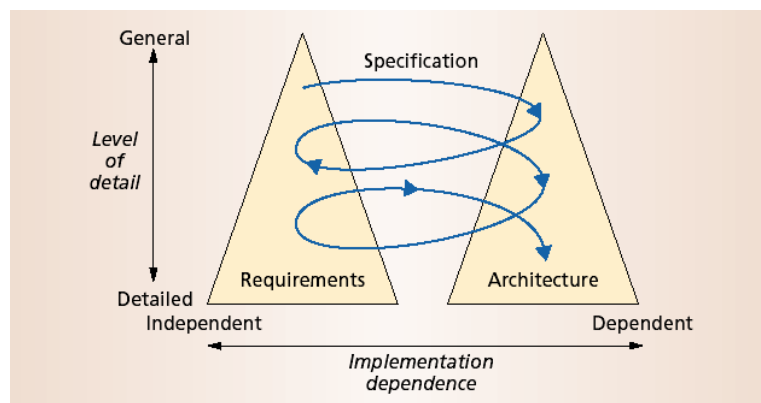 General
Specification
Level
of
detail
Requirements
Architecture
Detailed
Independent
Dependent
Implementation
dependence